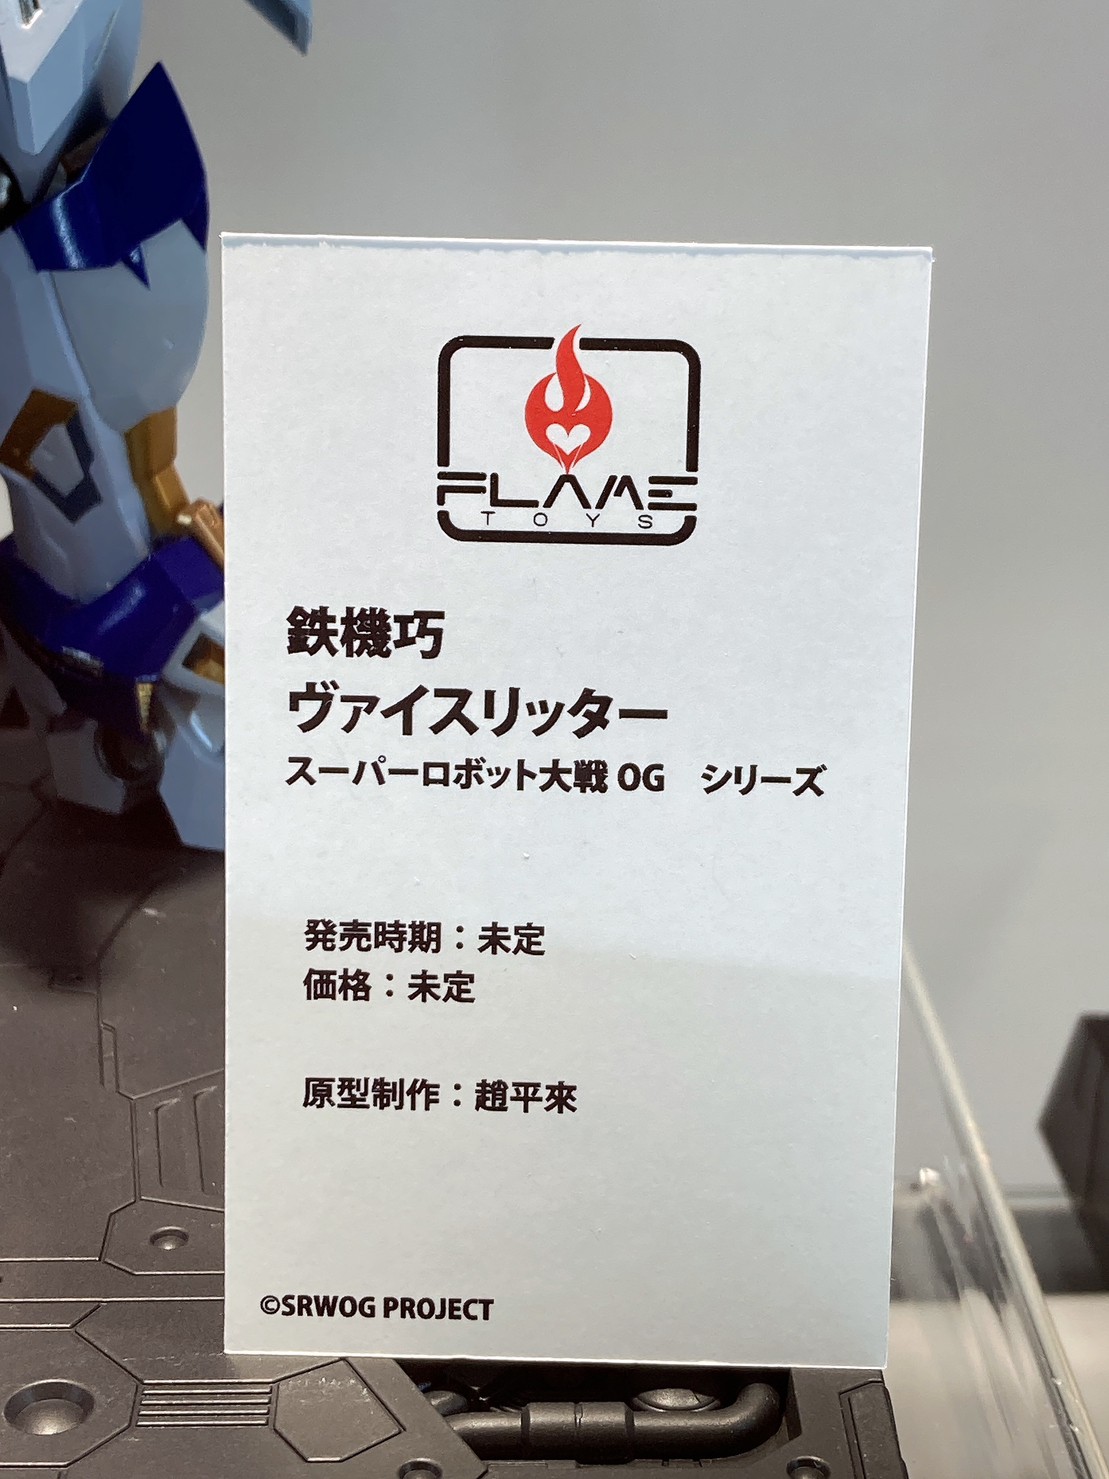 FLAME
TOYS
鉄機巧
ヴァイスリッター
スーパーロボット大戦 OG　シリーズ
発売時期：未定
価格：未定
原型制作：趙平來
©SRWOG PROJECT